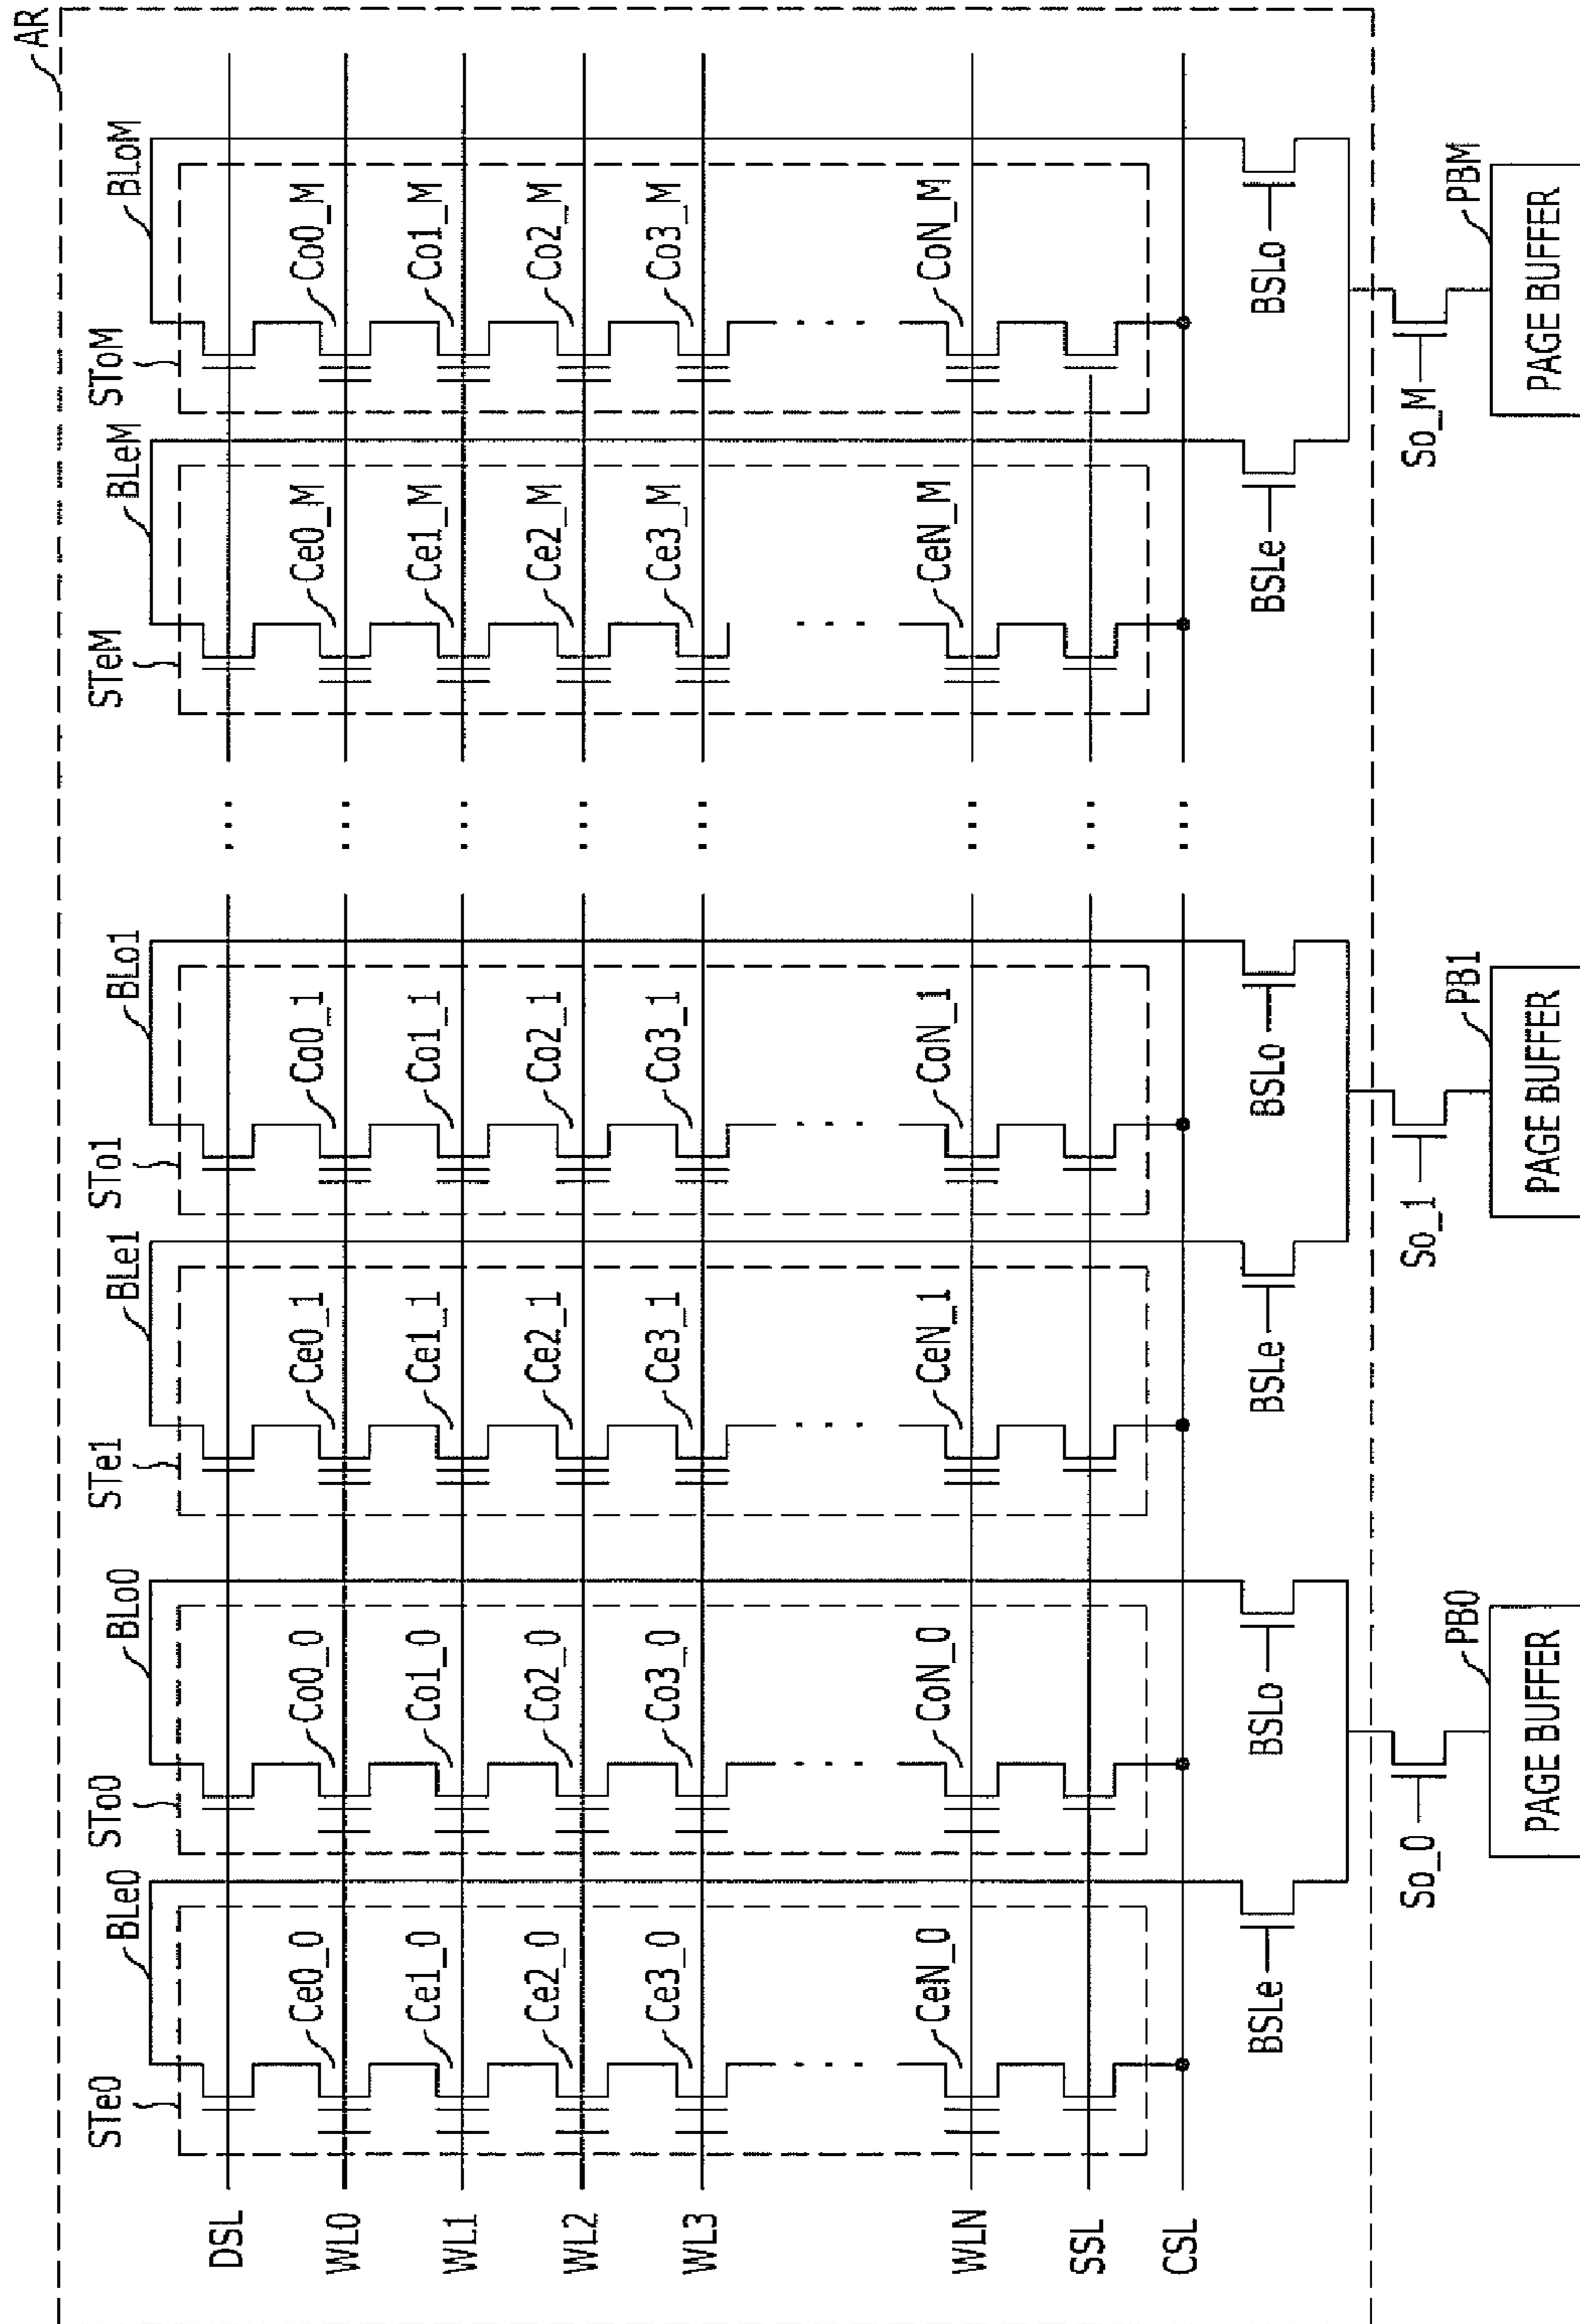 AR
STe0
BLe0
STo0
BLo0
STe1
BLe1
STo1
BLo1
STeM
BLeM
SToM
BLoM
DSL
WL0
Ce0_0
Co0_0
Ce0_1
Co0_1
Ce0_M
Co0_M
WL1
Ce1_0
Co1_0
Ce1_1
Co1_1
Ce1_M
Co1_M
WL2
Ce2_0
Co2_0
Ce2_1
Co2_1
Ce2_M
Co2_M
WL3
Ce3_0
Co3_0
Ce3_1
Co3_1
Ce3_M
Co3_M
WLN
CeN_0
CoN_0
CeN_1
CoN_1
CeN_M
CoN_M
SSL
CSL
BSLe
BSLo
BSLe
BSLo
BSLe
BSLo
So_0
PB0
So_1
PB1
So_M
PBM
PAGE BUFFER
PAGE BUFFER
PAGE BUFFER